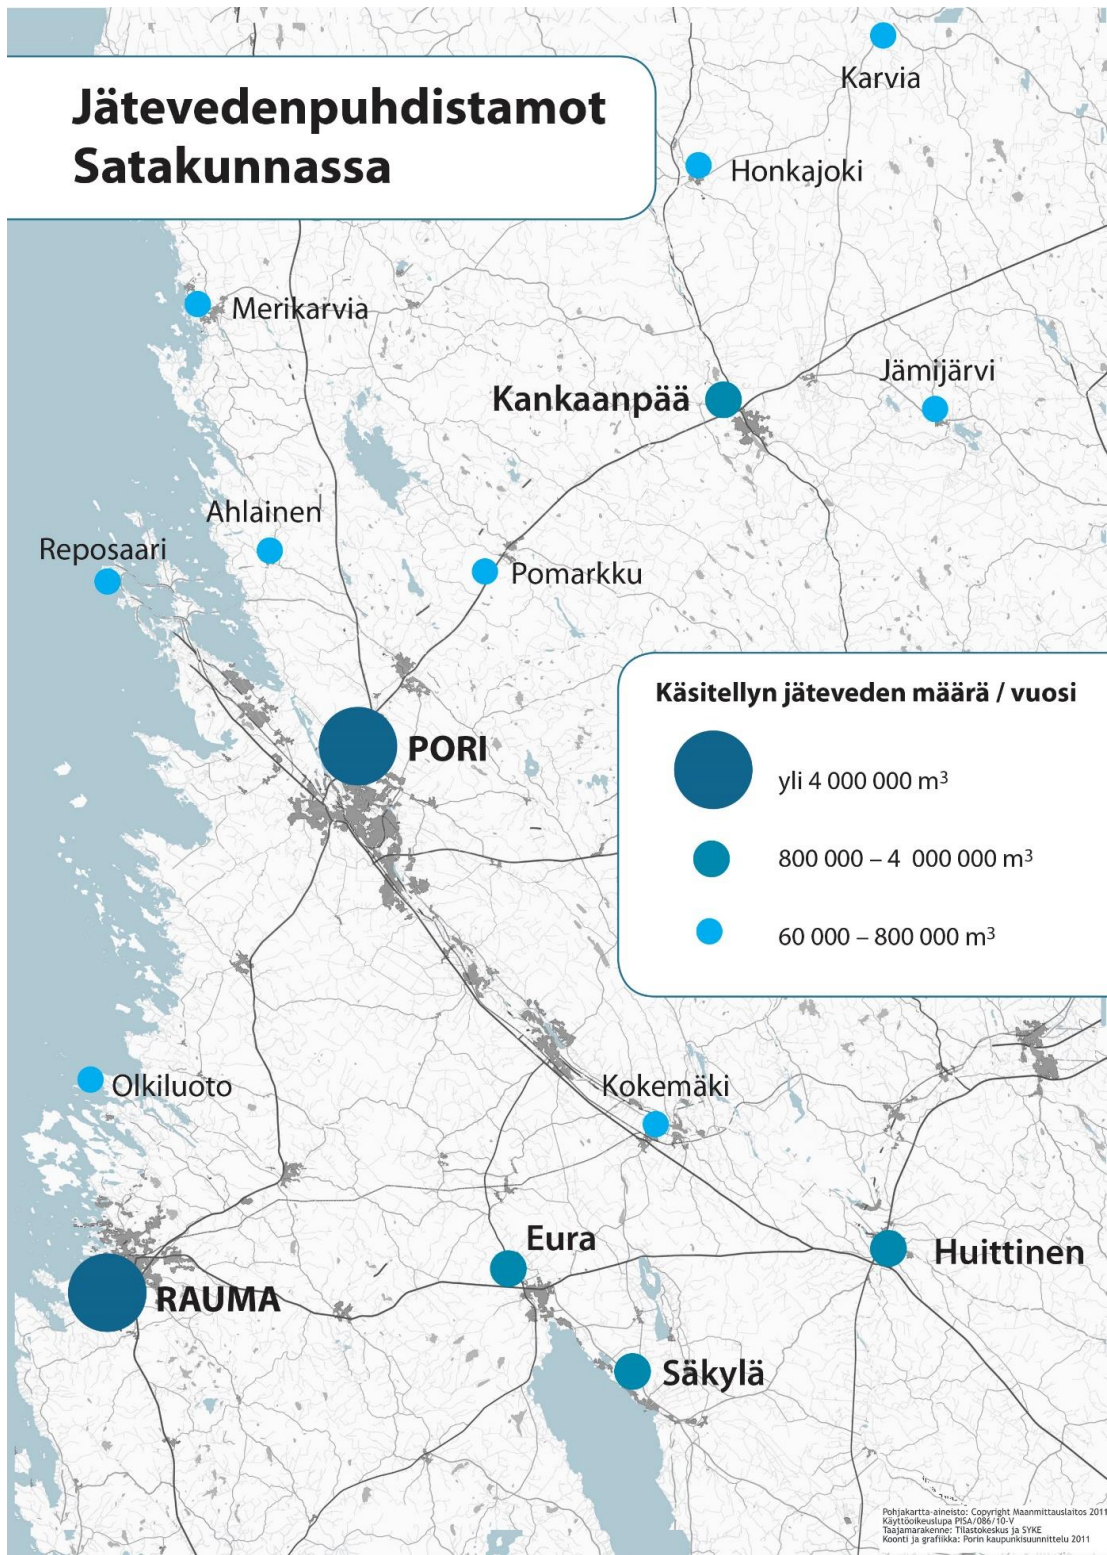 Jätevedenpuhdistamot
Satakunnassa
Karvia
Honkajoki
Merikarvia
Jämijärvi
Kankaanpää
Ahlainen
Reposaari
Pomarkku
PORI
Käsitellyn jäteveden määrä / vuosi
yli 4 000 000 m³
800 000 – 4 000 000 m³
60 000 – 800 000 m³
Olkiluoto
Kokemäki
Eura
Huittinen
RAUMA
Säkylä
Pohjakartta-aineisto: Copyright Maanmittauslaitos 2011
Käyttöoikeuslupa PISA/086/10-V
Taajamarakenne: Tilastokeskus ja SYKE
Koonti ja grafiikka: Porin kaupunkisuunnittelu 2011